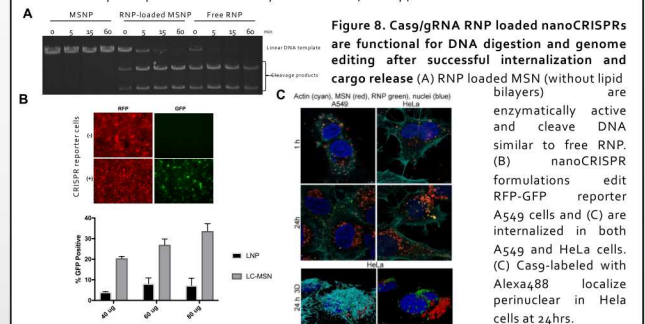 A
MSNP RNP-loaded MSNP Free RNP
0 5 15 60 0 5 15 60 0 5 15 60 min
Linear DNA template
Cleavage products
Figure 8. Cas9/gRNA RNP loaded nanoCRISPRs
are functional for DNA digestion and genome
editing after successful internalization and
cargo release (A) RNP loaded MSN (without lipid
bilayers) are
enzymatically active
and cleave DNA
similar to free RNP.
(B) nanoCRISPR
formulations edit
RFP-GFP reporter
A549 cells and (C) are
internalized in both
A549 and HeLa cells.
(C) Cas9-labeled with
Alexa488 localize
perinuclear in Hela
cells at 24hrs.
B
RFP GFP
CRISPR reporter cells
(-)
(+)
% GFP Positive
40
30
20
10
0
40 ug 60 ug 80 ug
LNP
LC-MSN
C
Actin (cyan), MSN (red), RNP green), nuclei (blue)
A549 HeLa
1 h
24h
HeLa
24 h 3D